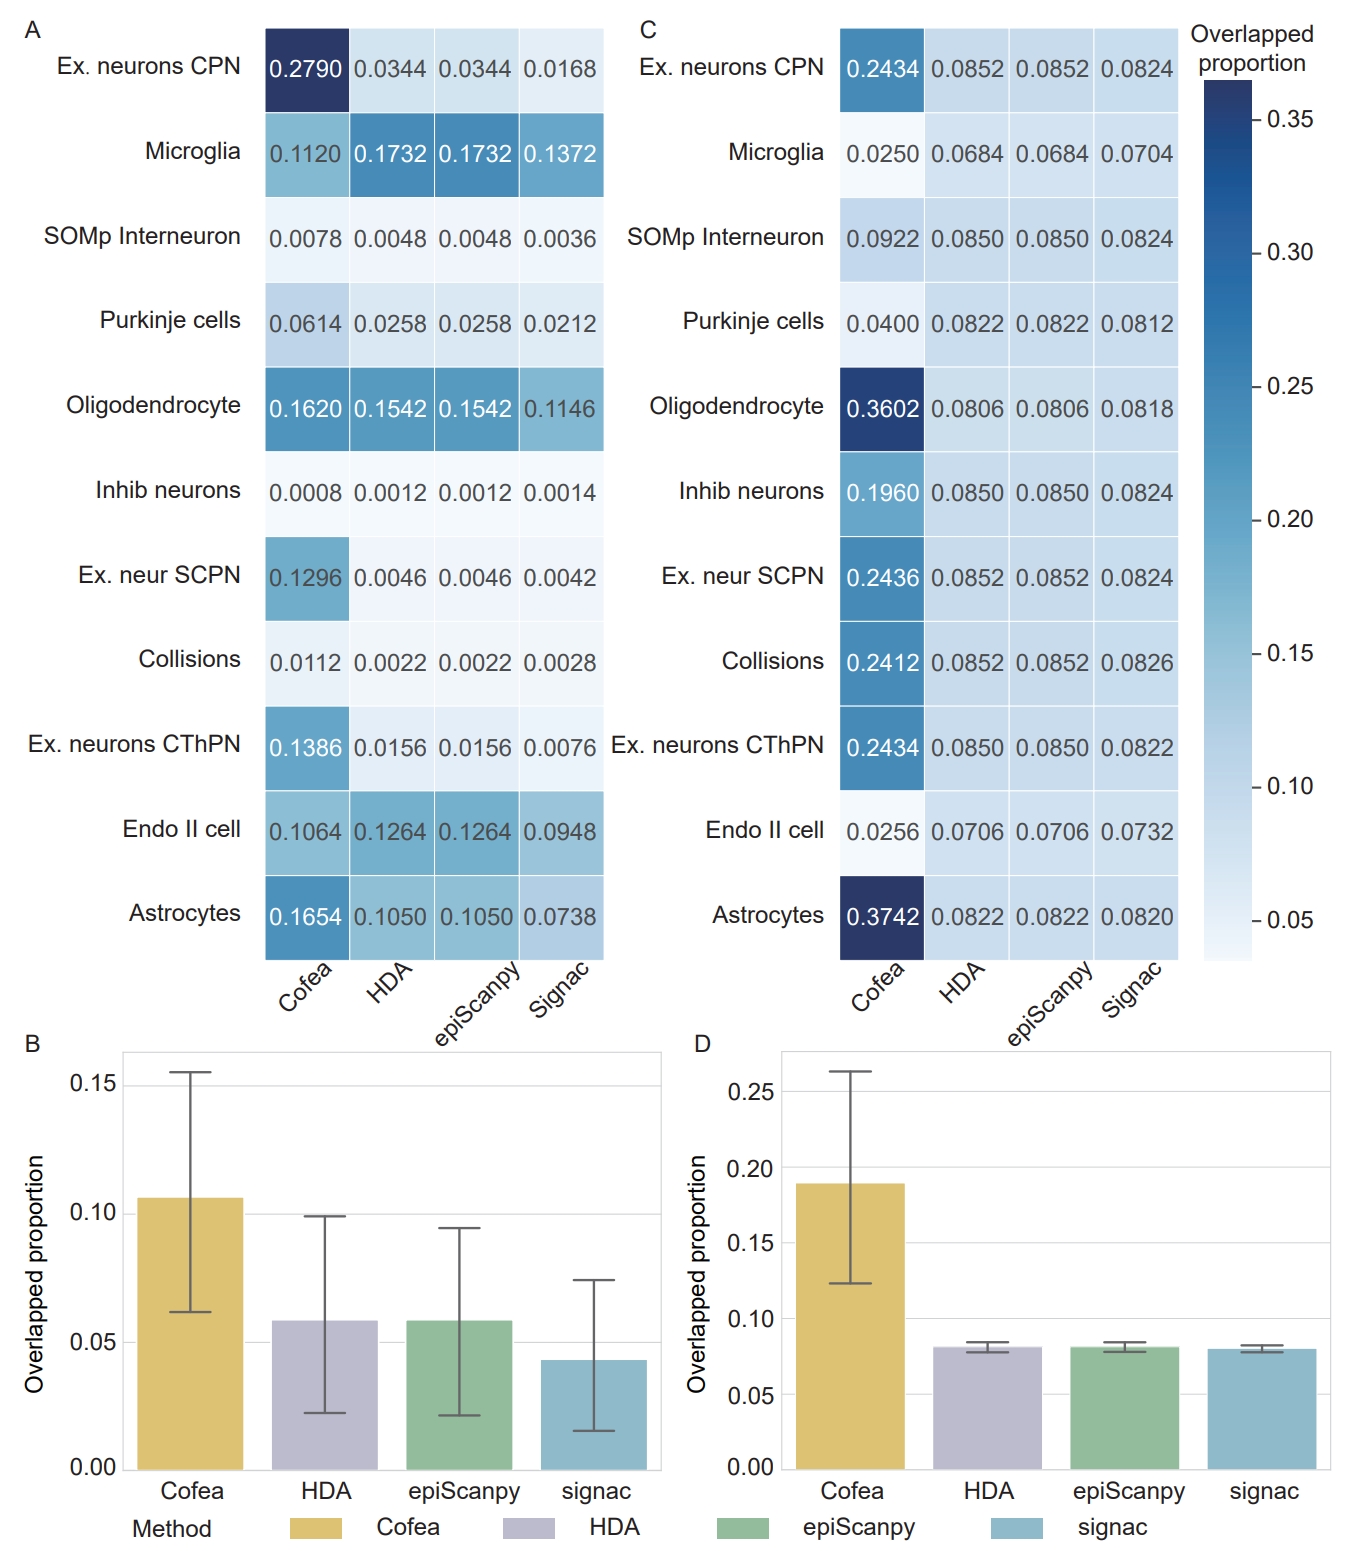 A
Ex. neurons CPN 0.2790 0.0344 0.0344 0.0168
Microglia 0.1120 0.1732 0.1732 0.1372
SOMp Interneuron 0.0078 0.0048 0.0048 0.0036
Purkinje cells 0.0614 0.0258 0.0258 0.0212
Oligodendrocyte 0.1620 0.1542 0.1542 0.1146
Inhib neurons 0.0008 0.0012 0.0012 0.0014
Ex. neur SCPN 0.1296 0.0046 0.0046 0.0042
Collisions 0.0112 0.0022 0.0022 0.0028
Ex. neurons CThPN 0.1386 0.0156 0.0156 0.0076
Endo II cell 0.1064 0.1264 0.1264 0.0948
Astrocytes 0.1654 0.1050 0.1050 0.0738
Cofea HDA epiScanpy Signac
C
Ex. neurons CPN 0.2434 0.0852 0.0852 0.0824
Microglia 0.0250 0.0684 0.0684 0.0704
SOMp Interneuron 0.0922 0.0850 0.0850 0.0824
Purkinje cells 0.0400 0.0822 0.0822 0.0812
Oligodendrocyte 0.3602 0.0806 0.0806 0.0818
Inhib neurons 0.1960 0.0850 0.0850 0.0824
Ex. neur SCPN 0.2436 0.0852 0.0852 0.0824
Collisions 0.2412 0.0852 0.0852 0.0826
Ex. neurons CThPN 0.2434 0.0850 0.0850 0.0822
Endo II cell 0.0256 0.0706 0.0706 0.0732
Astrocytes 0.3742 0.0822 0.0822 0.0820
Cofea HDA epiScanpy Signac
Overlapped
proportion
0.35
0.30
0.25
0.20
0.15
0.10
0.05
B
Overlapped proportion
0.15
0.10
0.05
0.00
Cofea HDA epiScanpy signac
D
Overlapped proportion
0.25
0.20
0.15
0.10
0.05
0.00
Cofea HDA epiScanpy signac
Method Cofea HDA epiScanpy signac